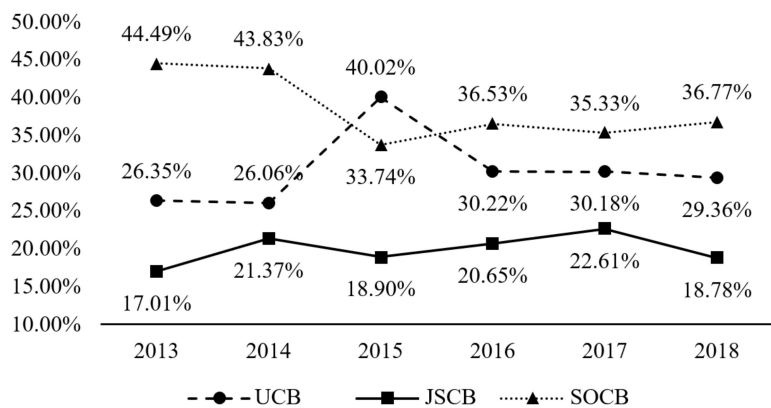 50.00%
45.00%
40.00%
35.00%
30.00%
25.00%
20.00%
15.00%
10.00%
44.49% 43.83% 33.74% 36.53% 35.33% 36.77%
26.35% 26.06% 40.02% 30.22% 30.18% 29.36%
17.01% 21.37% 18.90% 20.65% 22.61% 18.78%
2013 2014 2015 2016 2017 2018
UCB JSCB SOCB